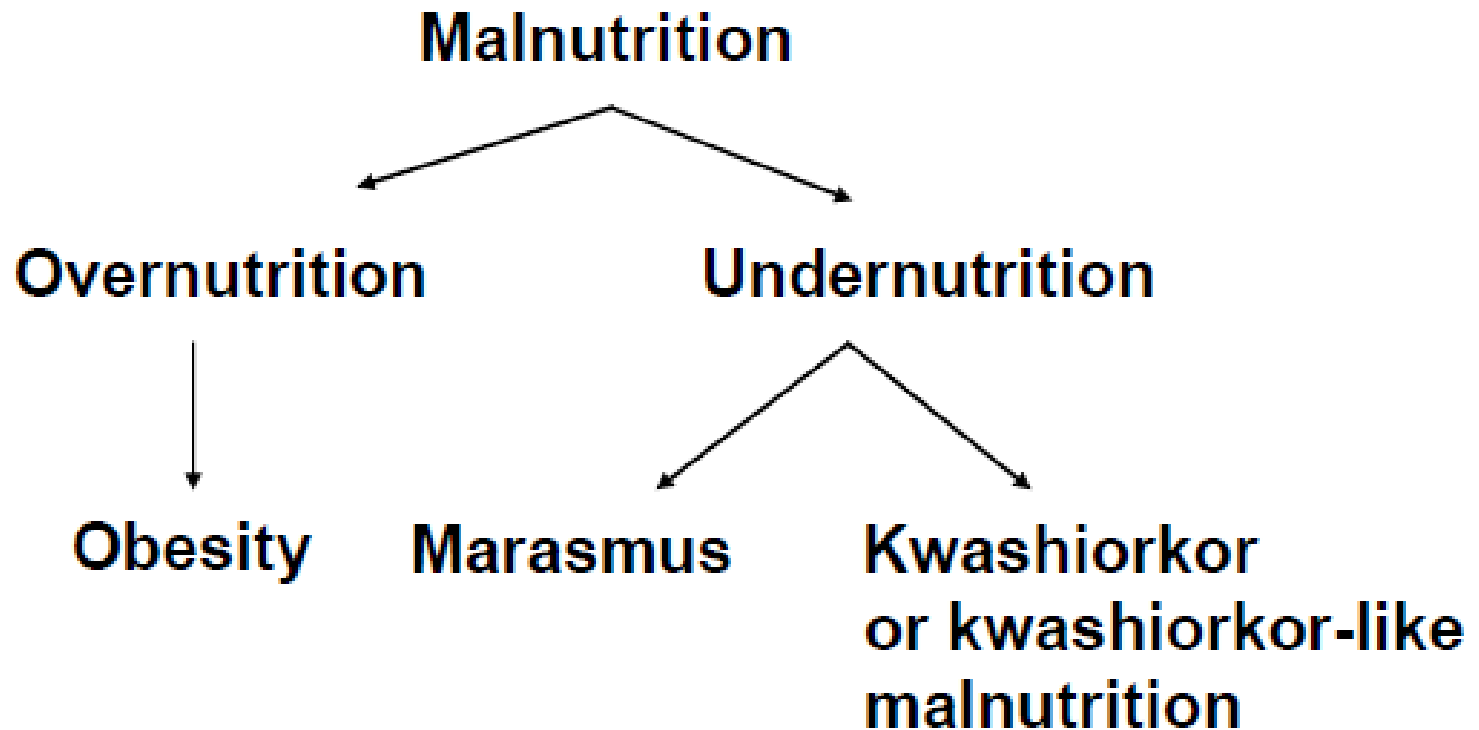 Malnutrition
Overnutrition
Undernutrition
Obesity
Marasmus
Kwashiorkor
or kwashiorkor-like
malnutrition